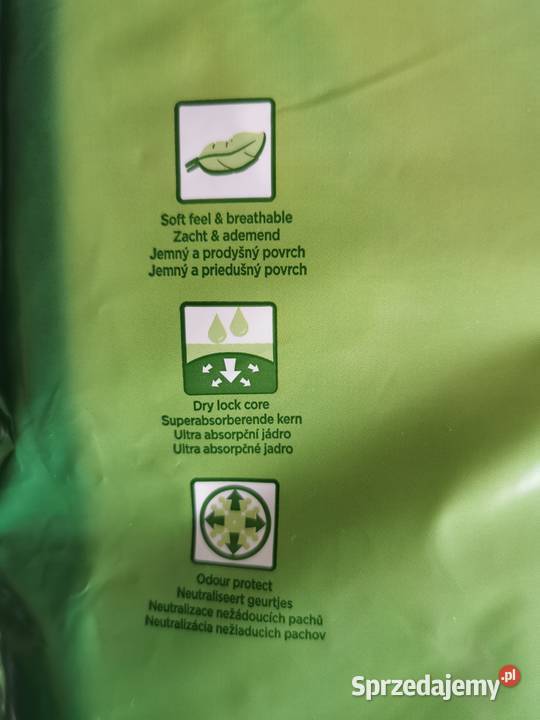 Soft feel & breathable
Zacht & ademend
Jemný a prodyšný povrch
Jemný a priedušný povrch
Dry lock core
Superabsorberende kern
Ultra absorpční jádro
Ultra absorpčné jadro
Odour protect
Neutraliseert geurtjes
Neutralizace nežádoucích pachů
Neutralizácia nežiaducich pachov
Sprzedajemy.pl